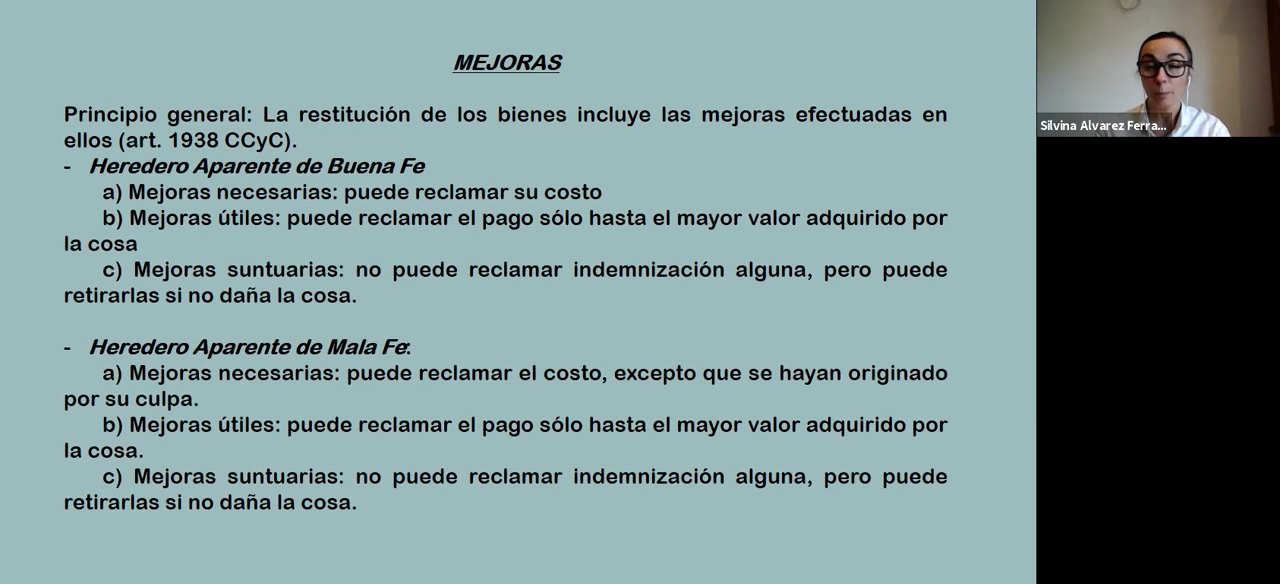 MEJORAS
Principio general: La restitución de los bienes incluye las mejoras efectuadas en
ellos (art. 1938 CCyC).
- Heredero Aparente de Buena Fe
a) Mejoras necesarias: puede reclamar su costo
b) Mejoras útiles: puede reclamar el pago sólo hasta el mayor valor adquirido por
la cosa
c) Mejoras suntuarias: no puede reclamar indemnización alguna, pero puede
retirarlas si no daña la cosa.
- Heredero Aparente de Mala Fe:
a) Mejoras necesarias: puede reclamar el costo, excepto que se hayan originado
por su culpa.
b) Mejoras útiles: puede reclamar el pago sólo hasta el mayor valor adquirido por
la cosa.
c) Mejoras suntuarias: no puede reclamar indemnización alguna, pero puede
retirarlas si no daña la cosa.
Silvina Alvarez Ferra...